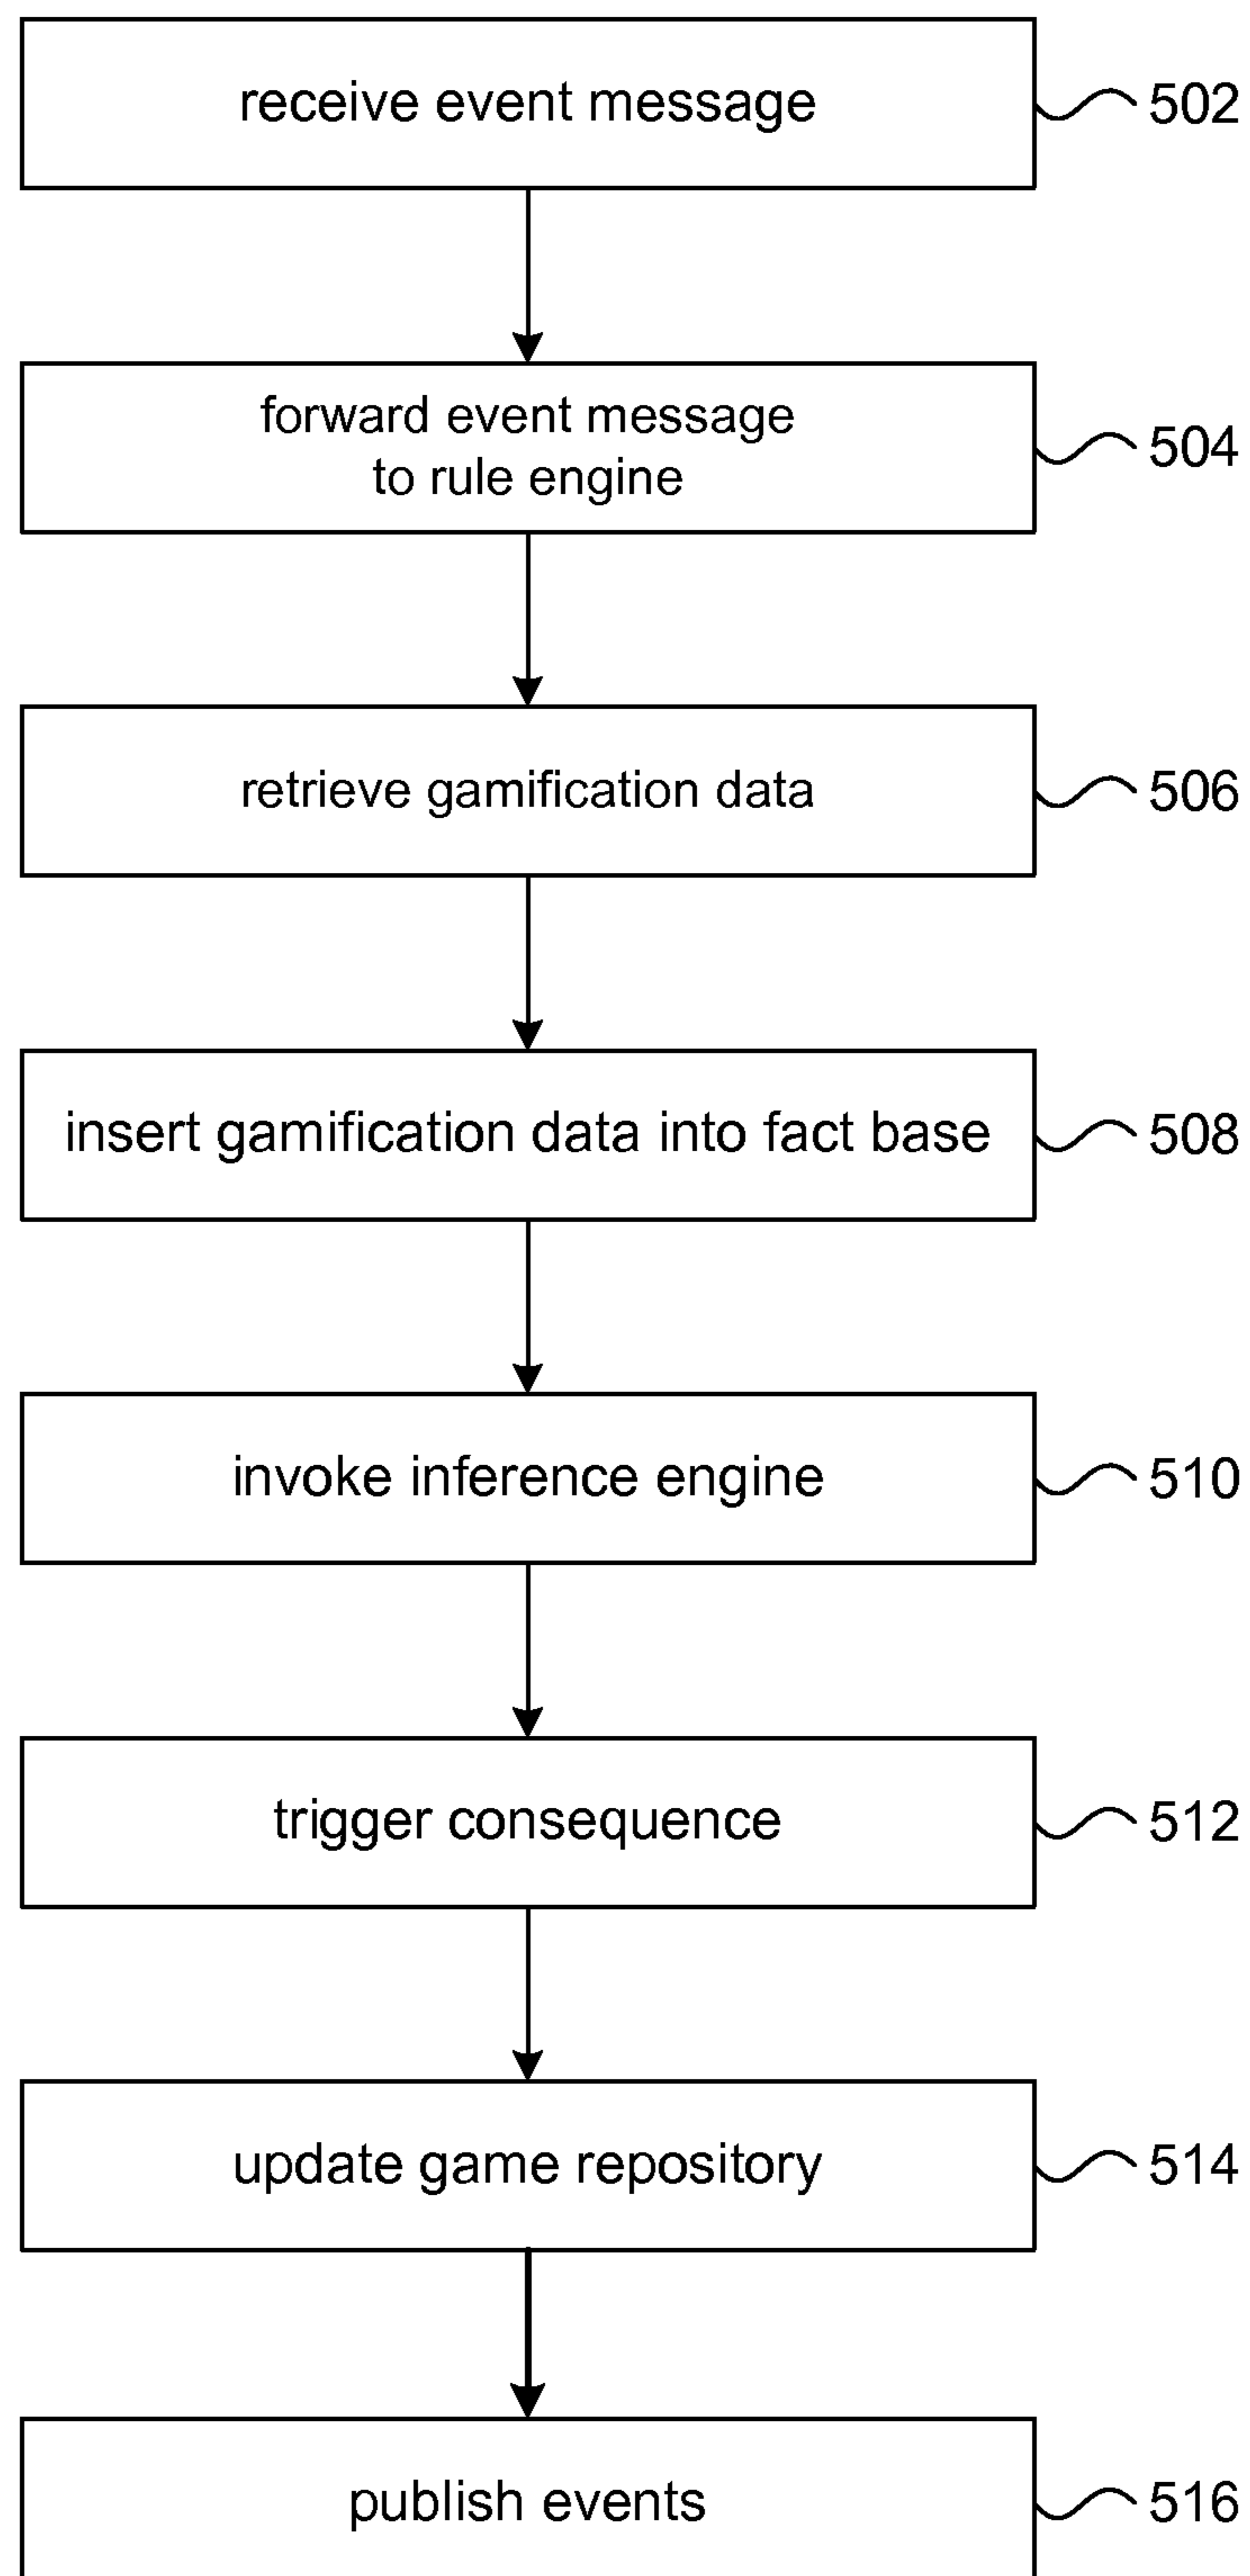 receive event message
502
forward event message
to rule engine
504
retrieve gamification data
506
insert gamification data into fact base
508
invoke inference engine
510
trigger consequence
512
update game repository
514
publish events
516